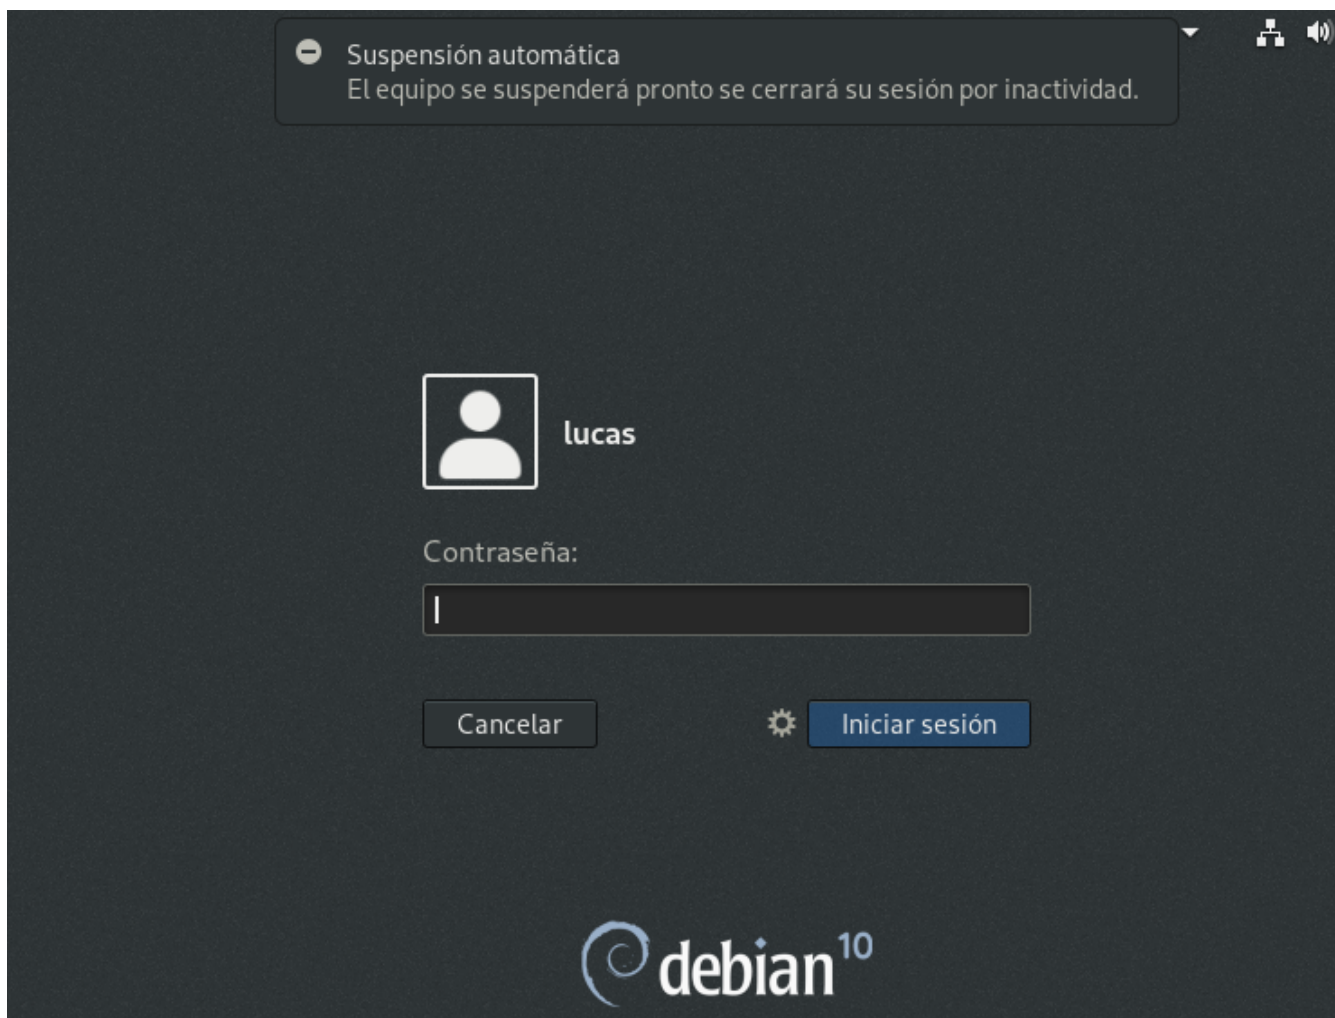 Suspensión automática
El equipo se suspenderá pronto se cerrará su sesión por inactividad.
lucas
Contraseña:
Cancelar
Iniciar sesión
debian 10